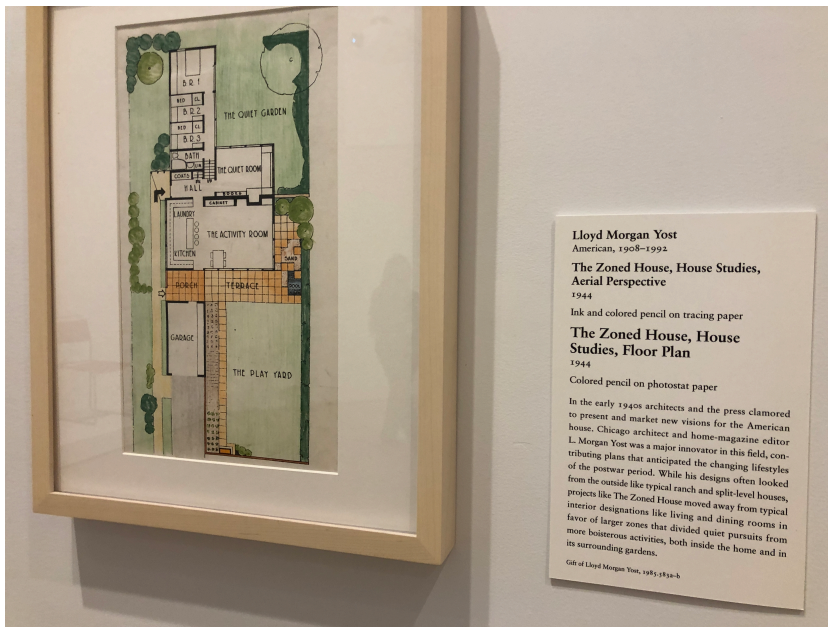 B.R.1
BED CL.
B.R.2
BED CL.
B.R.3
BATH
COATS
HALL
THE QUIET GARDEN
THE QUIET ROOM
CABINET
LAUNDRY
THE ACTIVITY ROOM
KITCHEN
SAND
PORCH
TERRACE
GARAGE
THE PLAY YARD
Lloyd Morgan Yost
American, 1908–1992
The Zoned House, House Studies,
Aerial Perspective
1944
Ink and colored pencil on tracing paper
The Zoned House, House
Studies, Floor Plan
1944
Colored pencil on photostat paper
In the early 1940s architects and the press clamored
to present and market new visions for the American
house. Chicago architect and home-magazine editor
L. Morgan Yost was a major innovator in this field, con-
tributing plans that anticipated the changing lifestyles
of the postwar period. While his designs often looked
from the outside like typical ranch and split-level houses,
projects like The Zoned House moved away from typical
interior designations like living and dining rooms in
favor of larger zones that divided quiet pursuits from
more boisterous activities, both inside the home and in
its surrounding gardens.
Gift of Lloyd Morgan Yost, 1985.583a-b